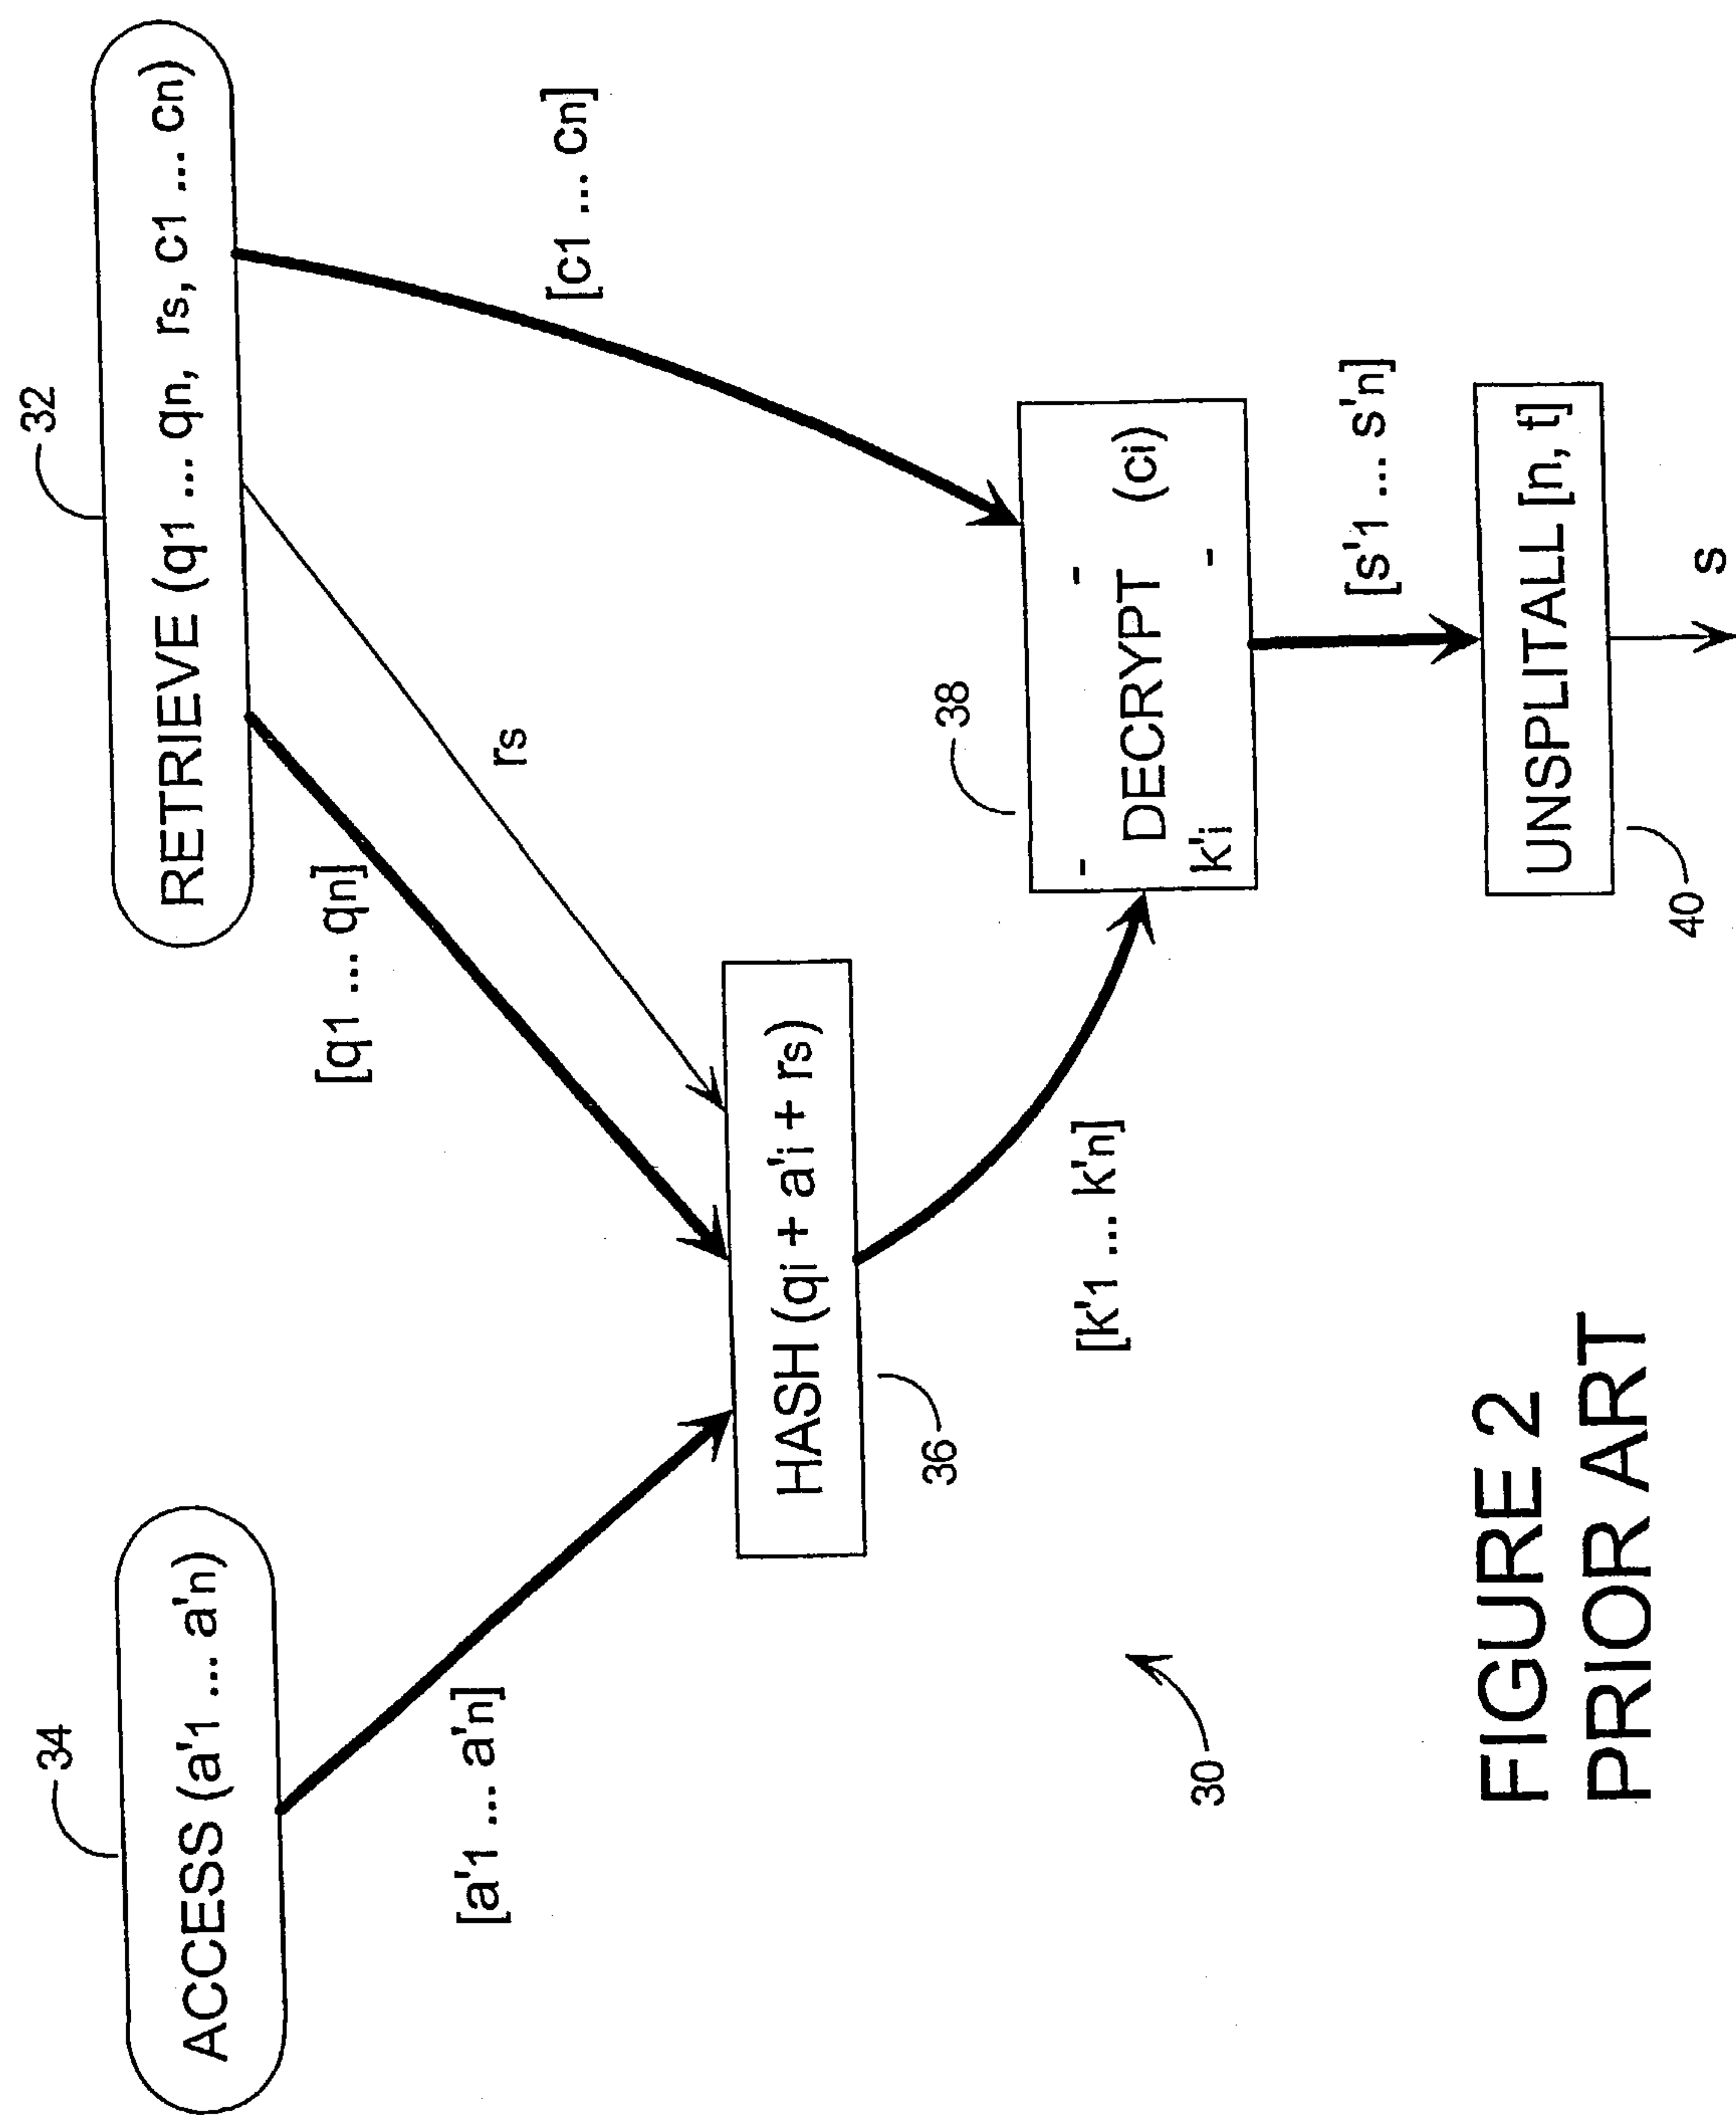 34
ACCESS (a'1 ... a'n)
32
RETRIEVE (q1 ... qn, rs, c1 ... cn)
[a'1 ... a'n]
[q1 ... qn]
rs
[c1 ... cn]
HASH (qi + a'i + rs)
36
[k'1 ... k'n]
38
DECRYPT (ci)
k'i
30
[s'1 ... s'n]
UNSPLITALL [n, t]
40
s
FIGURE 2
PRIOR ART